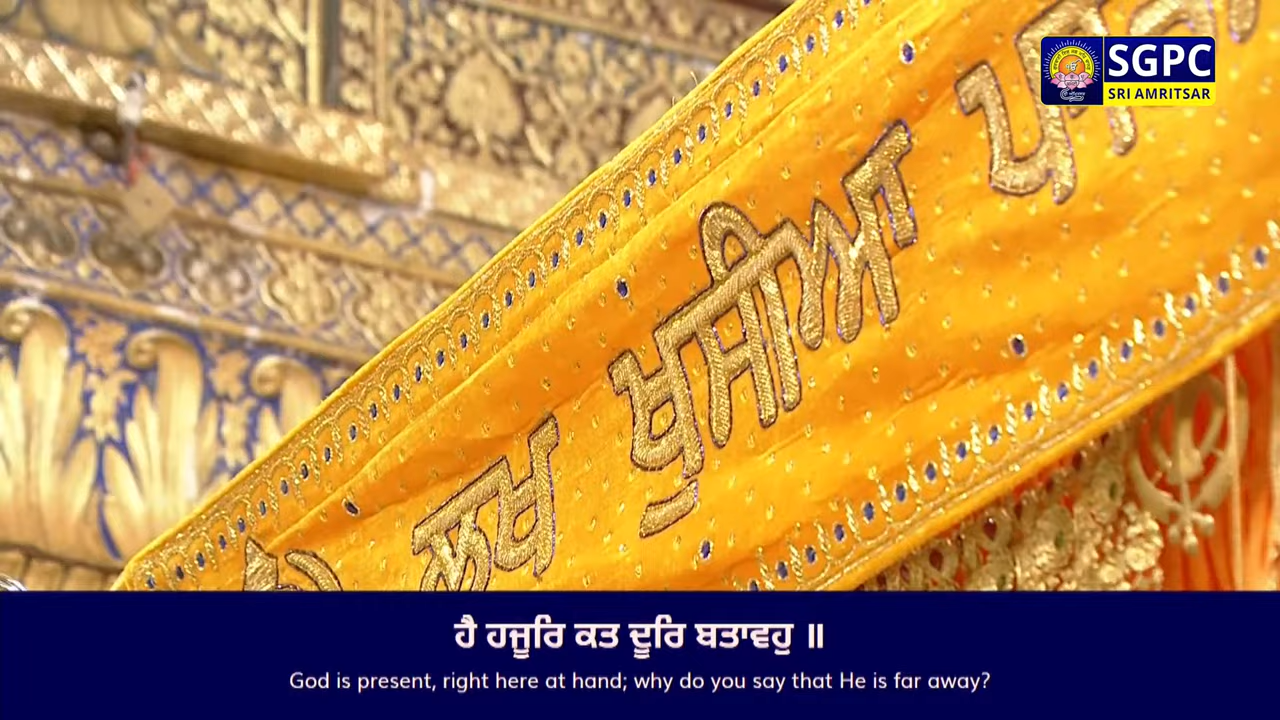 SGPC
SRI AMRITSAR
ਲਖ ਖੁਸੀਆ
ਹੈ ਹਜੂਰਿ ਕਤ ਦੂਰਿ ਬਤਾਵਹੁ ॥
God is present, right here at hand; why do you say that He is far away?